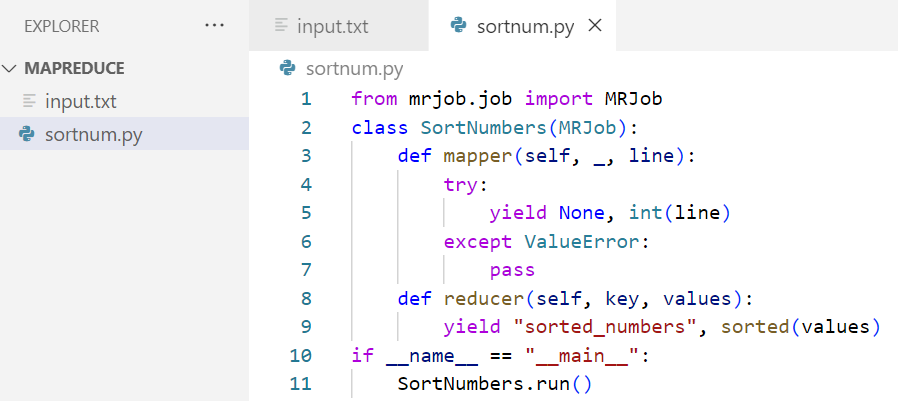 EXPLORER ...
MAPREDUCE
input.txt
sortnum.py
input.txt
sortnum.py
sortnum.py
1 from mrjob.job import MRJob
2 class SortNumbers(MRJob):
3     def mapper(self, _, line):
4         try:
5             yield None, int(line)
6         except ValueError:
7             pass
8     def reducer(self, key, values):
9         yield "sorted_numbers", sorted(values)
10 if __name__ == "__main__":
11     SortNumbers.run()